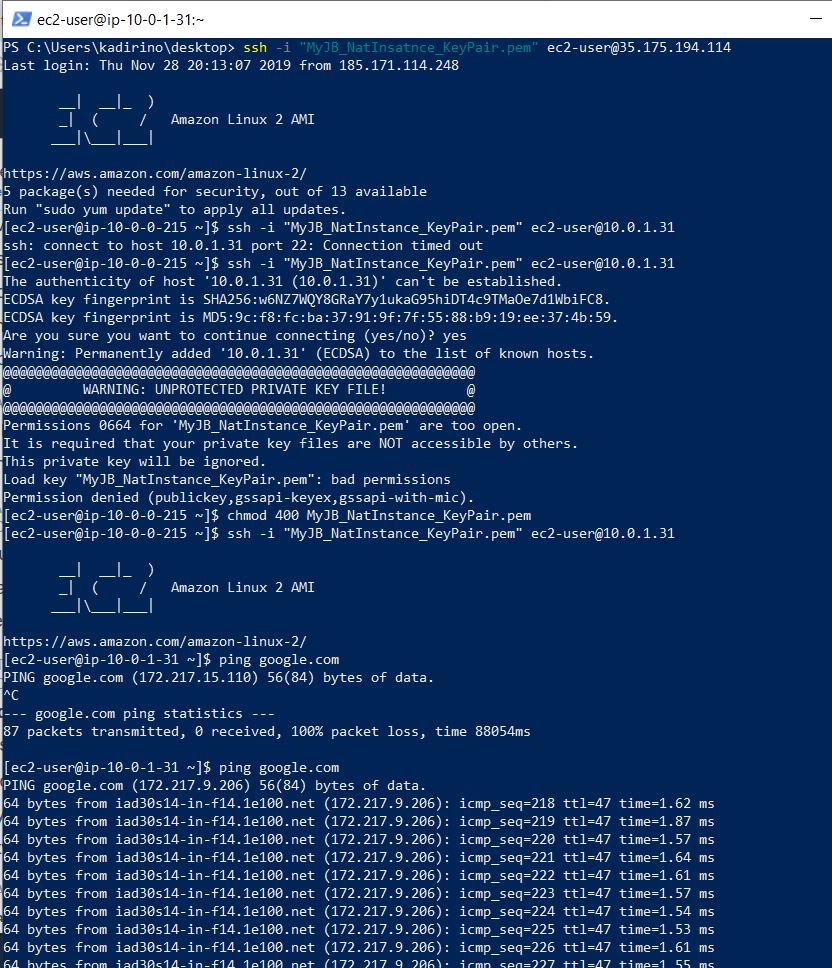 ec2-user@ip-10-0-1-31:~
PS C:\Users\kadirino\desktop> ssh -i "MyJB_NatInsatnce_KeyPair.pem" ec2-user@35.175.194.114
Last login: Thu Nov 28 20:13:07 2019 from 185.171.114.248
       __|  __|_  )
       _|  (     /   Amazon Linux 2 AMI
      ___|\___|___|
https://aws.amazon.com/amazon-linux-2/
5 package(s) needed for security, out of 13 available
Run "sudo yum update" to apply all updates.
[ec2-user@ip-10-0-0-215 ~]$ ssh -i "MyJB_NatInstance_KeyPair.pem" ec2-user@10.0.1.31
ssh: connect to host 10.0.1.31 port 22: Connection timed out
[ec2-user@ip-10-0-0-215 ~]$ ssh -i "MyJB_NatInstance_KeyPair.pem" ec2-user@10.0.1.31
The authenticity of host '10.0.1.31 (10.0.1.31)' can't be established.
ECDSA key fingerprint is SHA256:w6NZ7WQY8GRaY7y1ukaG95hiDT4c9TMaOe7d1WbiFC8.
ECDSA key fingerprint is MD5:9c:f8:fc:ba:37:91:9f:7f:55:88:b9:19:ee:37:4b:59.
Are you sure you want to continue connecting (yes/no)? yes
Warning: Permanently added '10.0.1.31' (ECDSA) to the list of known hosts.
@@@@@@@@@@@@@@@@@@@@@@@@@@@@@@@@@@@@@@@@@@@@@@@@@@@@@@@@@@@
@         WARNING: UNPROTECTED PRIVATE KEY FILE!          @
@@@@@@@@@@@@@@@@@@@@@@@@@@@@@@@@@@@@@@@@@@@@@@@@@@@@@@@@@@@
Permissions 0664 for 'MyJB_NatInstance_KeyPair.pem' are too open.
It is required that your private key files are NOT accessible by others.
This private key will be ignored.
Load key "MyJB_NatInstance_KeyPair.pem": bad permissions
Permission denied (publickey,gssapi-keyex,gssapi-with-mic).
[ec2-user@ip-10-0-0-215 ~]$ chmod 400 MyJB_NatInstance_KeyPair.pem
[ec2-user@ip-10-0-0-215 ~]$ ssh -i "MyJB_NatInstance_KeyPair.pem" ec2-user@10.0.1.31
       __|  __|_  )
       _|  (     /   Amazon Linux 2 AMI
      ___|\___|___|
https://aws.amazon.com/amazon-linux-2/
[ec2-user@ip-10-0-1-31 ~]$ ping google.com
PING google.com (172.217.15.110) 56(84) bytes of data.
^C
--- google.com ping statistics ---
87 packets transmitted, 0 received, 100% packet loss, time 88054ms
[ec2-user@ip-10-0-1-31 ~]$ ping google.com
PING google.com (172.217.9.206) 56(84) bytes of data.
64 bytes from iad30s14-in-f14.1e100.net (172.217.9.206): icmp_seq=218 ttl=47 time=1.62 ms
64 bytes from iad30s14-in-f14.1e100.net (172.217.9.206): icmp_seq=219 ttl=47 time=1.87 ms
64 bytes from iad30s14-in-f14.1e100.net (172.217.9.206): icmp_seq=220 ttl=47 time=1.57 ms
64 bytes from iad30s14-in-f14.1e100.net (172.217.9.206): icmp_seq=221 ttl=47 time=1.64 ms
64 bytes from iad30s14-in-f14.1e100.net (172.217.9.206): icmp_seq=222 ttl=47 time=1.61 ms
64 bytes from iad30s14-in-f14.1e100.net (172.217.9.206): icmp_seq=223 ttl=47 time=1.57 ms
64 bytes from iad30s14-in-f14.1e100.net (172.217.9.206): icmp_seq=224 ttl=47 time=1.54 ms
64 bytes from iad30s14-in-f14.1e100.net (172.217.9.206): icmp_seq=225 ttl=47 time=1.53 ms
64 bytes from iad30s14-in-f14.1e100.net (172.217.9.206): icmp_seq=226 ttl=47 time=1.61 ms
64 bytes from iad30s14-in-f14.1e100.net (172.217.9.206): icmp_seq=227 ttl=47 time=1.55 ms